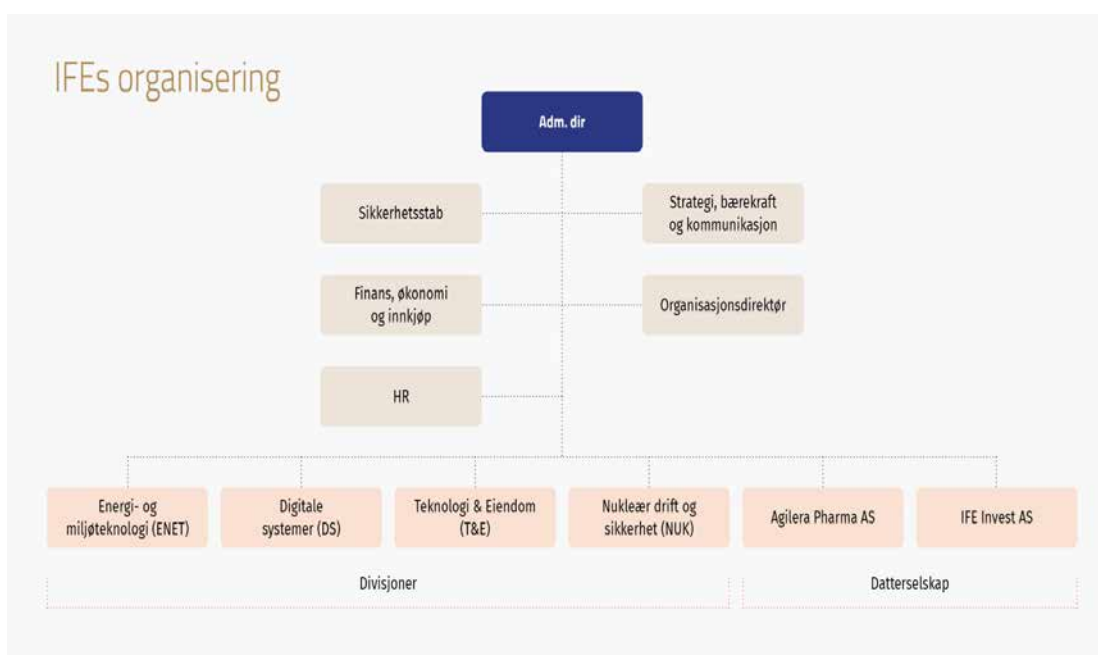 IFEs organisering
Adm. dir
Sikkerhetsstab
Strategi, bærekraft
og kommunikasjon
Finans, økonomi
og innkjøp
Organisasjonsdirektør
HR
Energi- og
miljøteknologi (ENET)
Digitale
systemer (DS)
Teknologi & Eiendom
(T&E)
Nukleær drift og
sikkerhet (NUK)
Agilera Pharma AS
IFE Invest AS
Divisjoner
Datterselskap